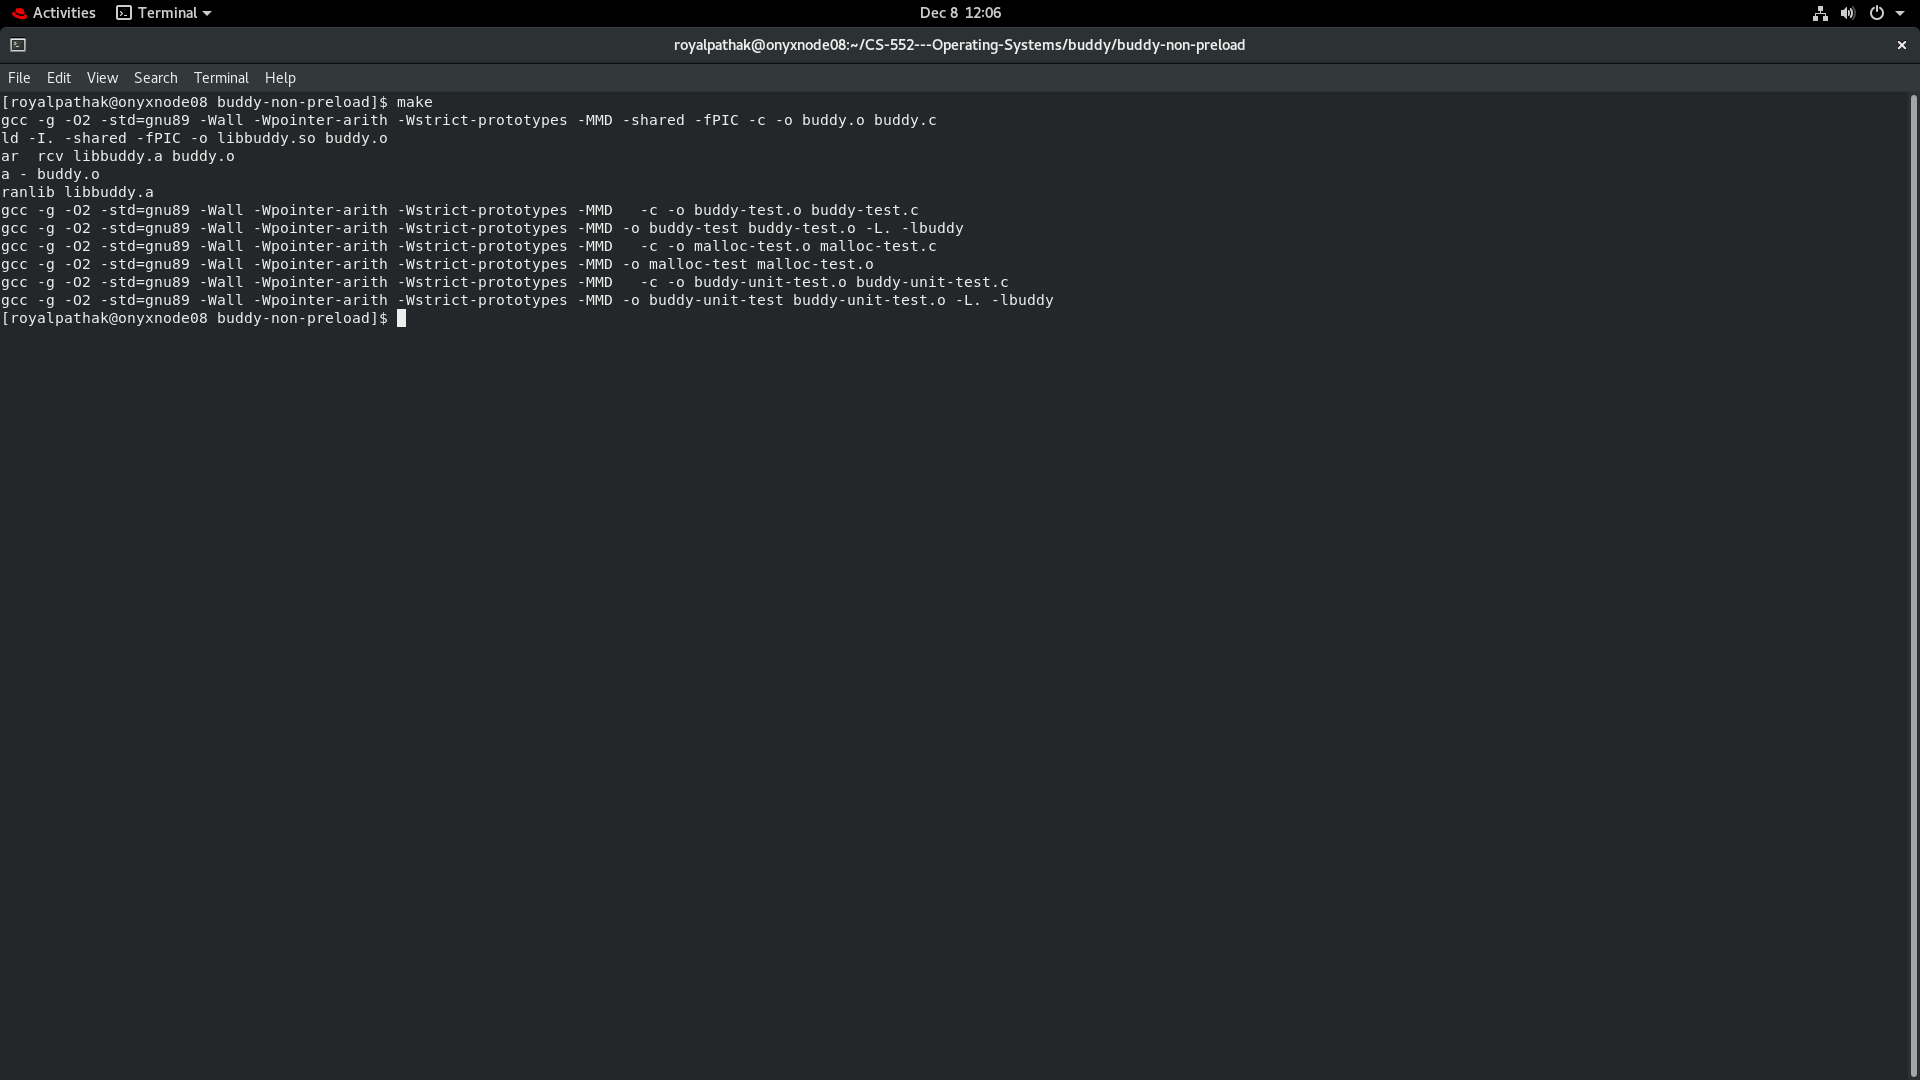 Activities Terminal Dec 8 12:06
royalpathak@onyxnode08:~/CS-552---Operating-Systems/buddy/buddy-non-preload
File Edit View Search Terminal Help
[royalpathak@onyxnode08 buddy-non-preload]$ make
gcc -g -O2 -std=gnu89 -Wall -Wpointer-arith -Wstrict-prototypes -MMD -shared -fPIC -c -o buddy.o buddy.c
ld -I. -shared -fPIC -o libbuddy.so buddy.o
ar  rcv libbuddy.a buddy.o
a - buddy.o
ranlib libbuddy.a
gcc -g -O2 -std=gnu89 -Wall -Wpointer-arith -Wstrict-prototypes -MMD   -c -o buddy-test.o buddy-test.c
gcc -g -O2 -std=gnu89 -Wall -Wpointer-arith -Wstrict-prototypes -MMD -o buddy-test buddy-test.o -L. -lbuddy
gcc -g -O2 -std=gnu89 -Wall -Wpointer-arith -Wstrict-prototypes -MMD   -c -o malloc-test.o malloc-test.c
gcc -g -O2 -std=gnu89 -Wall -Wpointer-arith -Wstrict-prototypes -MMD -o malloc-test malloc-test.o
gcc -g -O2 -std=gnu89 -Wall -Wpointer-arith -Wstrict-prototypes -MMD   -c -o buddy-unit-test.o buddy-unit-test.c
gcc -g -O2 -std=gnu89 -Wall -Wpointer-arith -Wstrict-prototypes -MMD -o buddy-unit-test buddy-unit-test.o -L. -lbuddy
[royalpathak@onyxnode08 buddy-non-preload]$